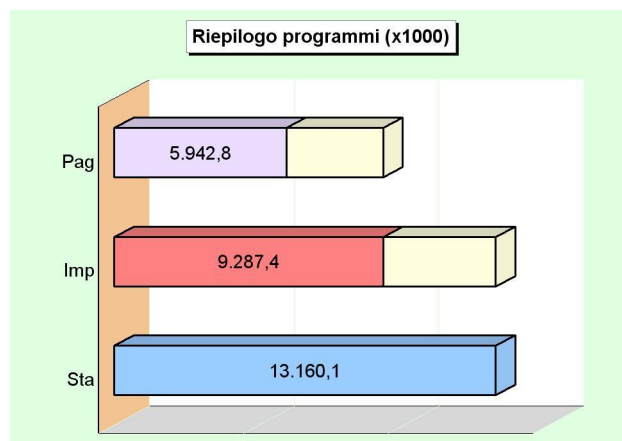 Riepilogo programmi (x1000)
Pag
5.942,8
Imp
9.287,4
Sta
13.160,1